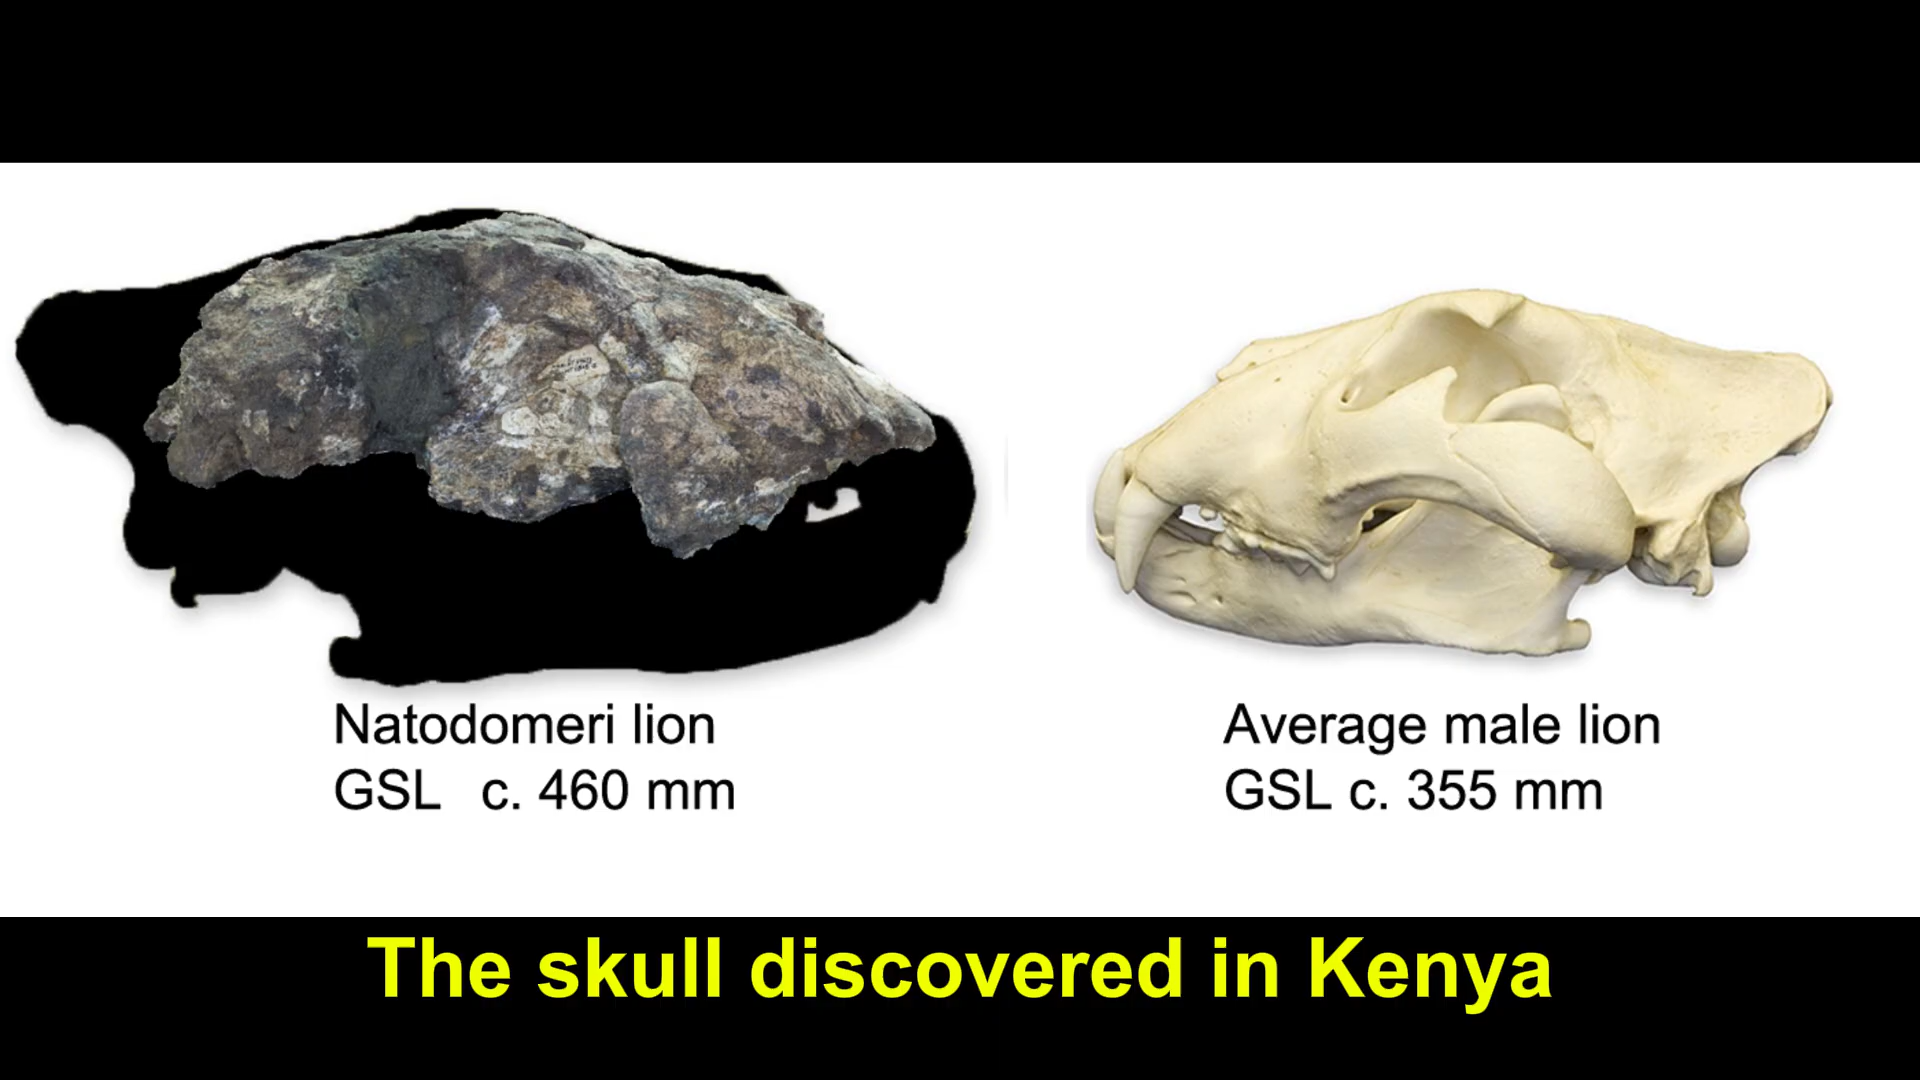 Natodomeri lion
GSL c. 460 mm
Average male lion
GSL c. 355 mm
The skull discovered in Kenya